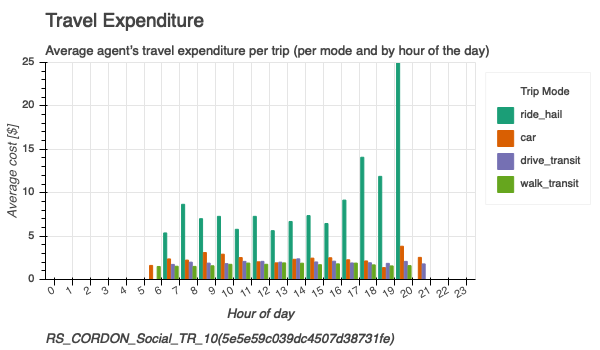 Travel Expenditure
Average agent's travel expenditure per trip (per mode and by hour of the day)
25
20
15
10
5
0
Average cost [$]
0 1 2 3 4 5 6 7 8 9 10 11 12 13 14 15 16 17 18 19 20 21 22 23
Hour of day
Trip Mode
ride_hail
car
drive_transit
walk_transit
RS_CORDON_Social_TR_10(5e5e59c039dc4507d38731fe)